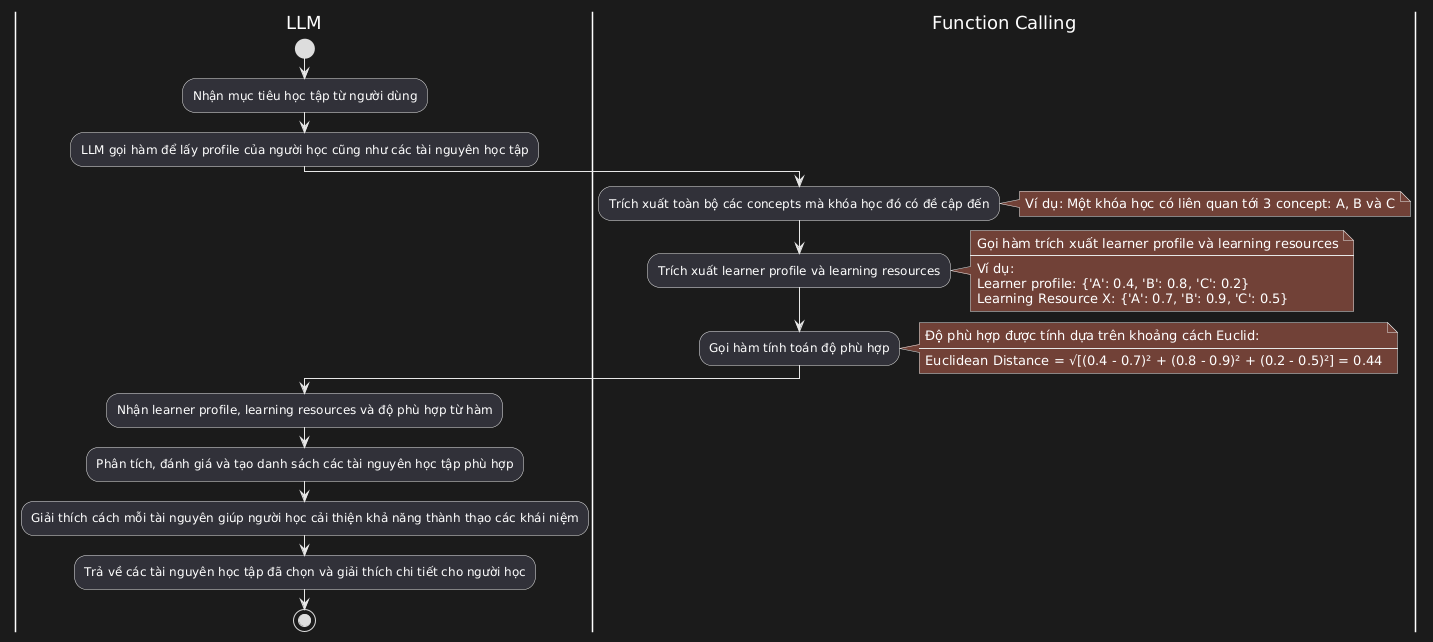 LLM
Function Calling
Nhận mục tiêu học tập từ người dùng
LLM gọi hàm để lấy profile của người học cũng như các tài nguyên học tập
Trích xuất toàn bộ các concepts mà khóa học đó có đề cập đến
Ví dụ: Một khóa học có liên quan tới 3 concept: A, B và C
Trích xuất learner profile và learning resources
Gọi hàm trích xuất learner profile và learning resources
Ví dụ:
Learner profile: {'A': 0.4, 'B': 0.8, 'C': 0.2}
Learning Resource X: {'A': 0.7, 'B': 0.9, 'C': 0.5}
Gọi hàm tính toán độ phù hợp
Độ phù hợp được tính dựa trên khoảng cách Euclid:
Euclidean Distance = √[(0.4 - 0.7)² + (0.8 - 0.9)² + (0.2 - 0.5)²] = 0.44
Nhận learner profile, learning resources và độ phù hợp từ hàm
Phân tích, đánh giá và tạo danh sách các tài nguyên học tập phù hợp
Giải thích cách mỗi tài nguyên giúp người học cải thiện khả năng thành thạo các khái niệm
Trả về các tài nguyên học tập đã chọn và giải thích chi tiết cho người học